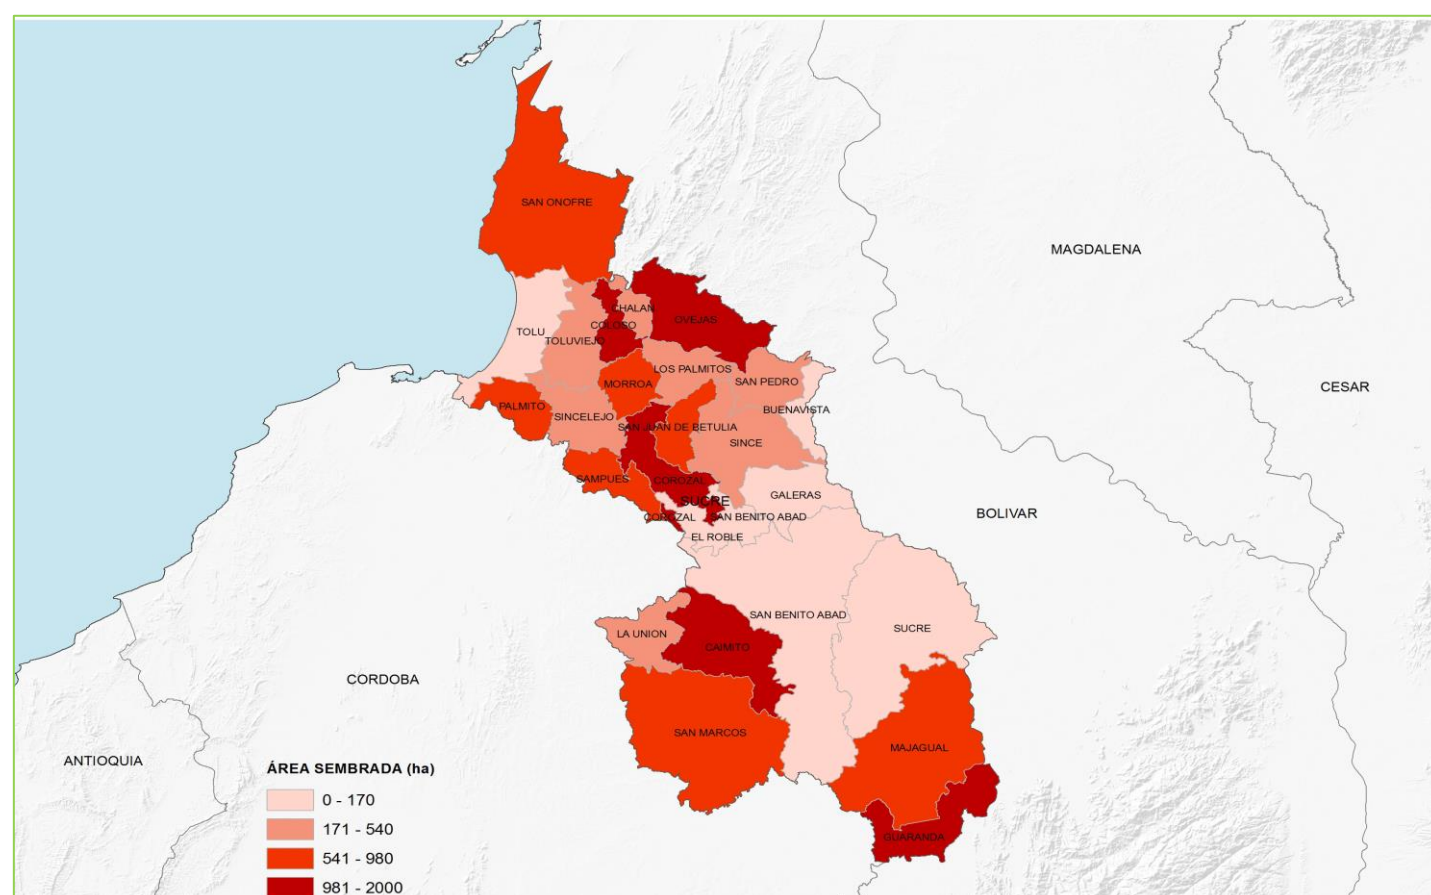 SAN ONOFRE
MAGDALENA
CHALAN
OVEJAS
COLOSO
TOLU
TOLUVIEJO
LOS PALMITOS
SAN PEDRO
MORROA
CESAR
PALMITO
BUENAVISTA
SINCELEJO
SAN JUAN DE BETULIA
SINCE
SAMPUES
COROZAL
GALERAS
SUCRE
BOLIVAR
COROZAL
SAN BENITO ABAD
EL ROBLE
SAN BENITO ABAD
SUCRE
LA UNION
CAIMITO
CORDOBA
SAN MARCOS
MAJAGUAL
ANTIOQUIA
GUARANDA
ÁREA SEMBRADA (ha)
0 - 170
171 - 540
541 - 980
981 - 2000